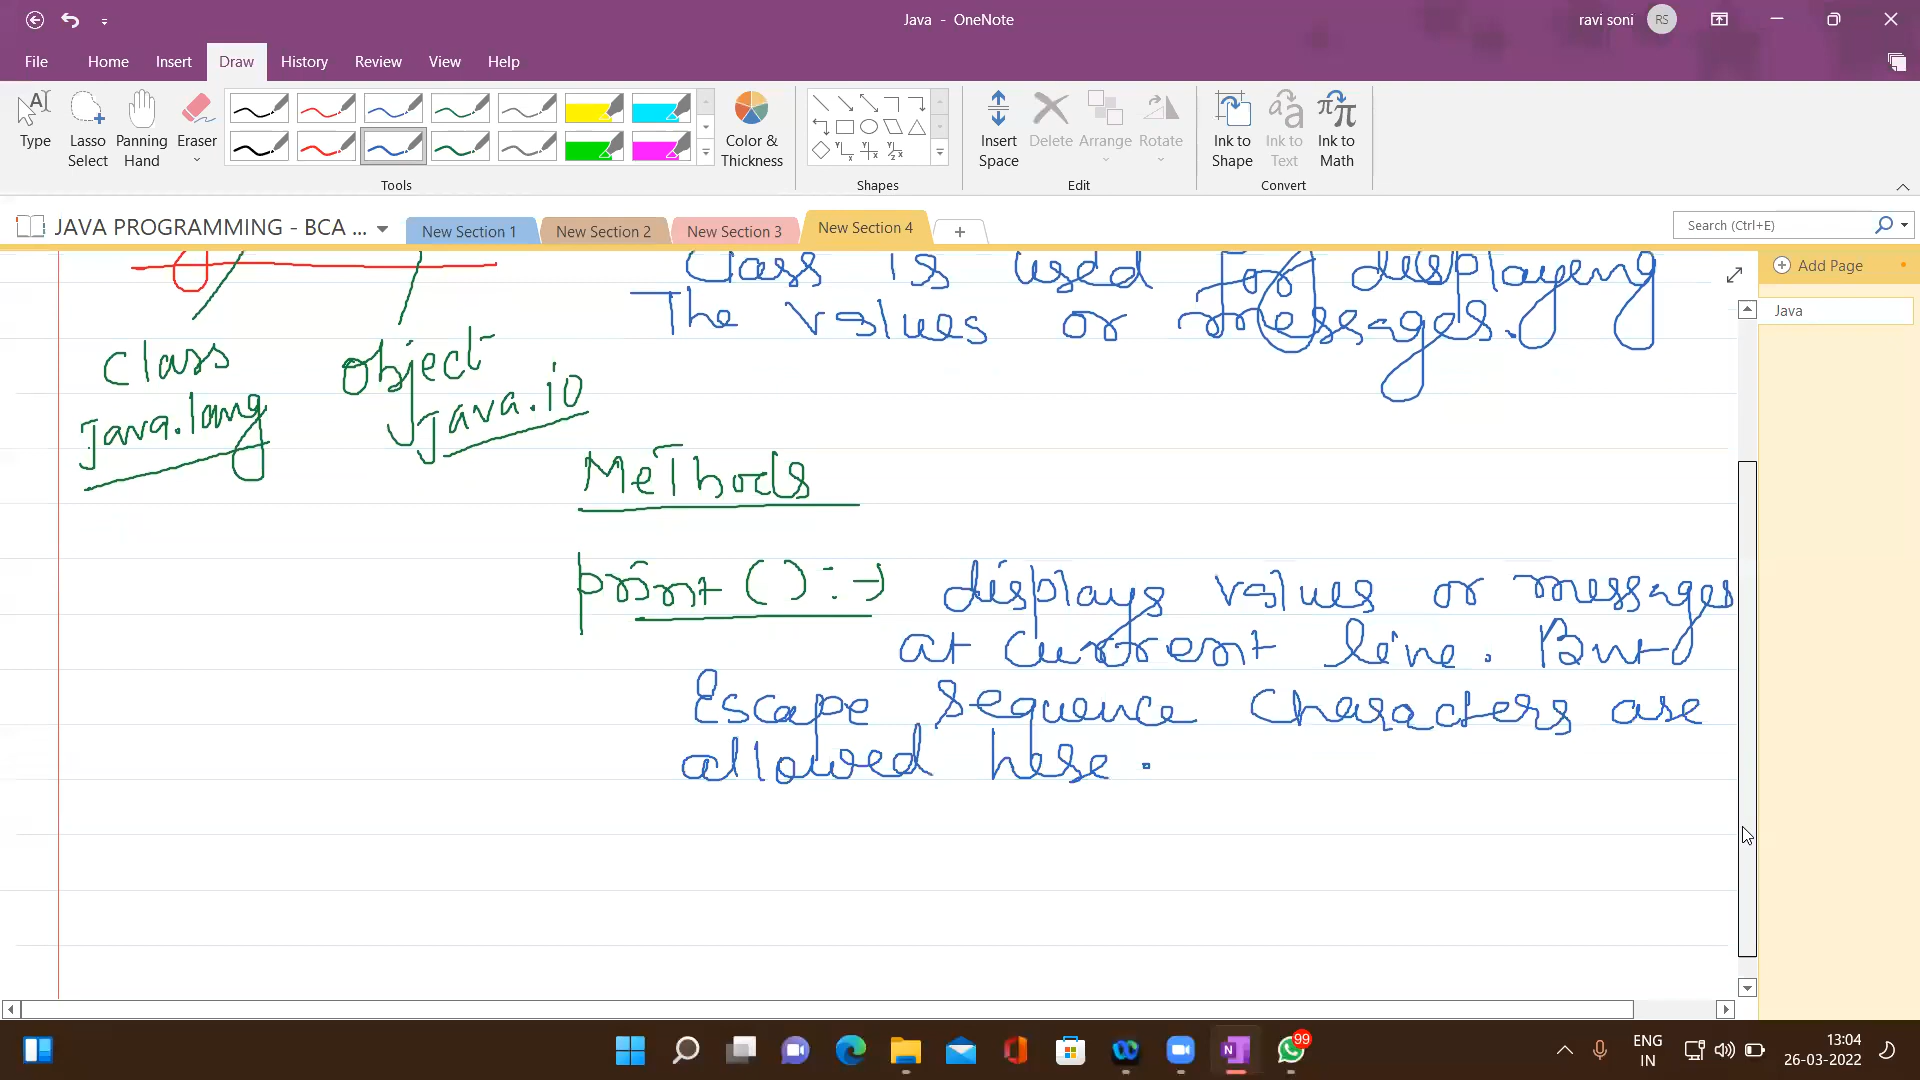 Java - OneNote
ravi soni
RS
File Home Insert Draw History Review View Help
Type
Lasso Select
Panning Hand
Eraser
Color & Thickness
Insert Space
Delete
Arrange
Rotate
Ink to Shape
Ink to Text
Ink to Math
Tools
Shapes
Edit
Convert
JAVA PROGRAMMING - BCA ...
New Section 1
New Section 2
New Section 3
New Section 4
Search (Ctrl+E)
Add Page
Java
Class is used for displaying
The values or messages.
Class
Java.lang
object
Java.io
Methods
print () :→ displays values or messages
at current line. But
Escape Sequence Characters are
allowed here.
99
ENG
IN
13:04
26-03-2022